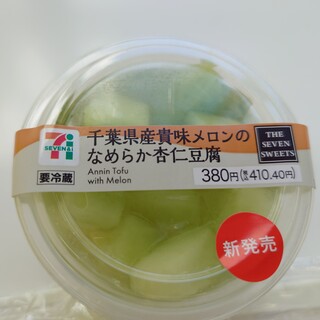 7
SEVEN&i
要冷蔵
千葉県産貴味メロンの
なめらか杏仁豆腐
Annin Tofu
with Melon
THE
SEVEN
SWEETS
380円(税込410.40円)
新発売